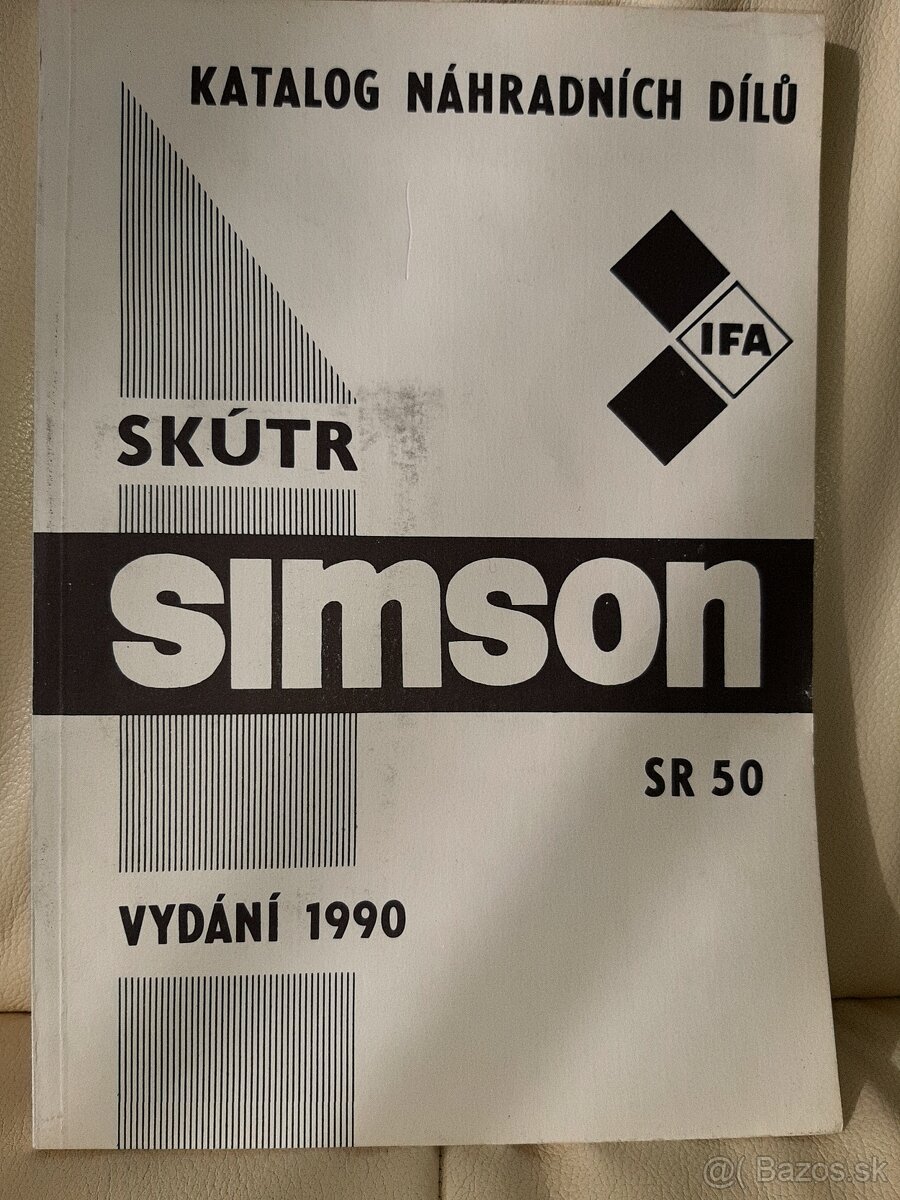 KATALOG NÁHRADNÍCH DÍLŮ
IFA
SKÚTR
simson
SR 50
VYDÁNÍ 1990
@( Bazos.sk